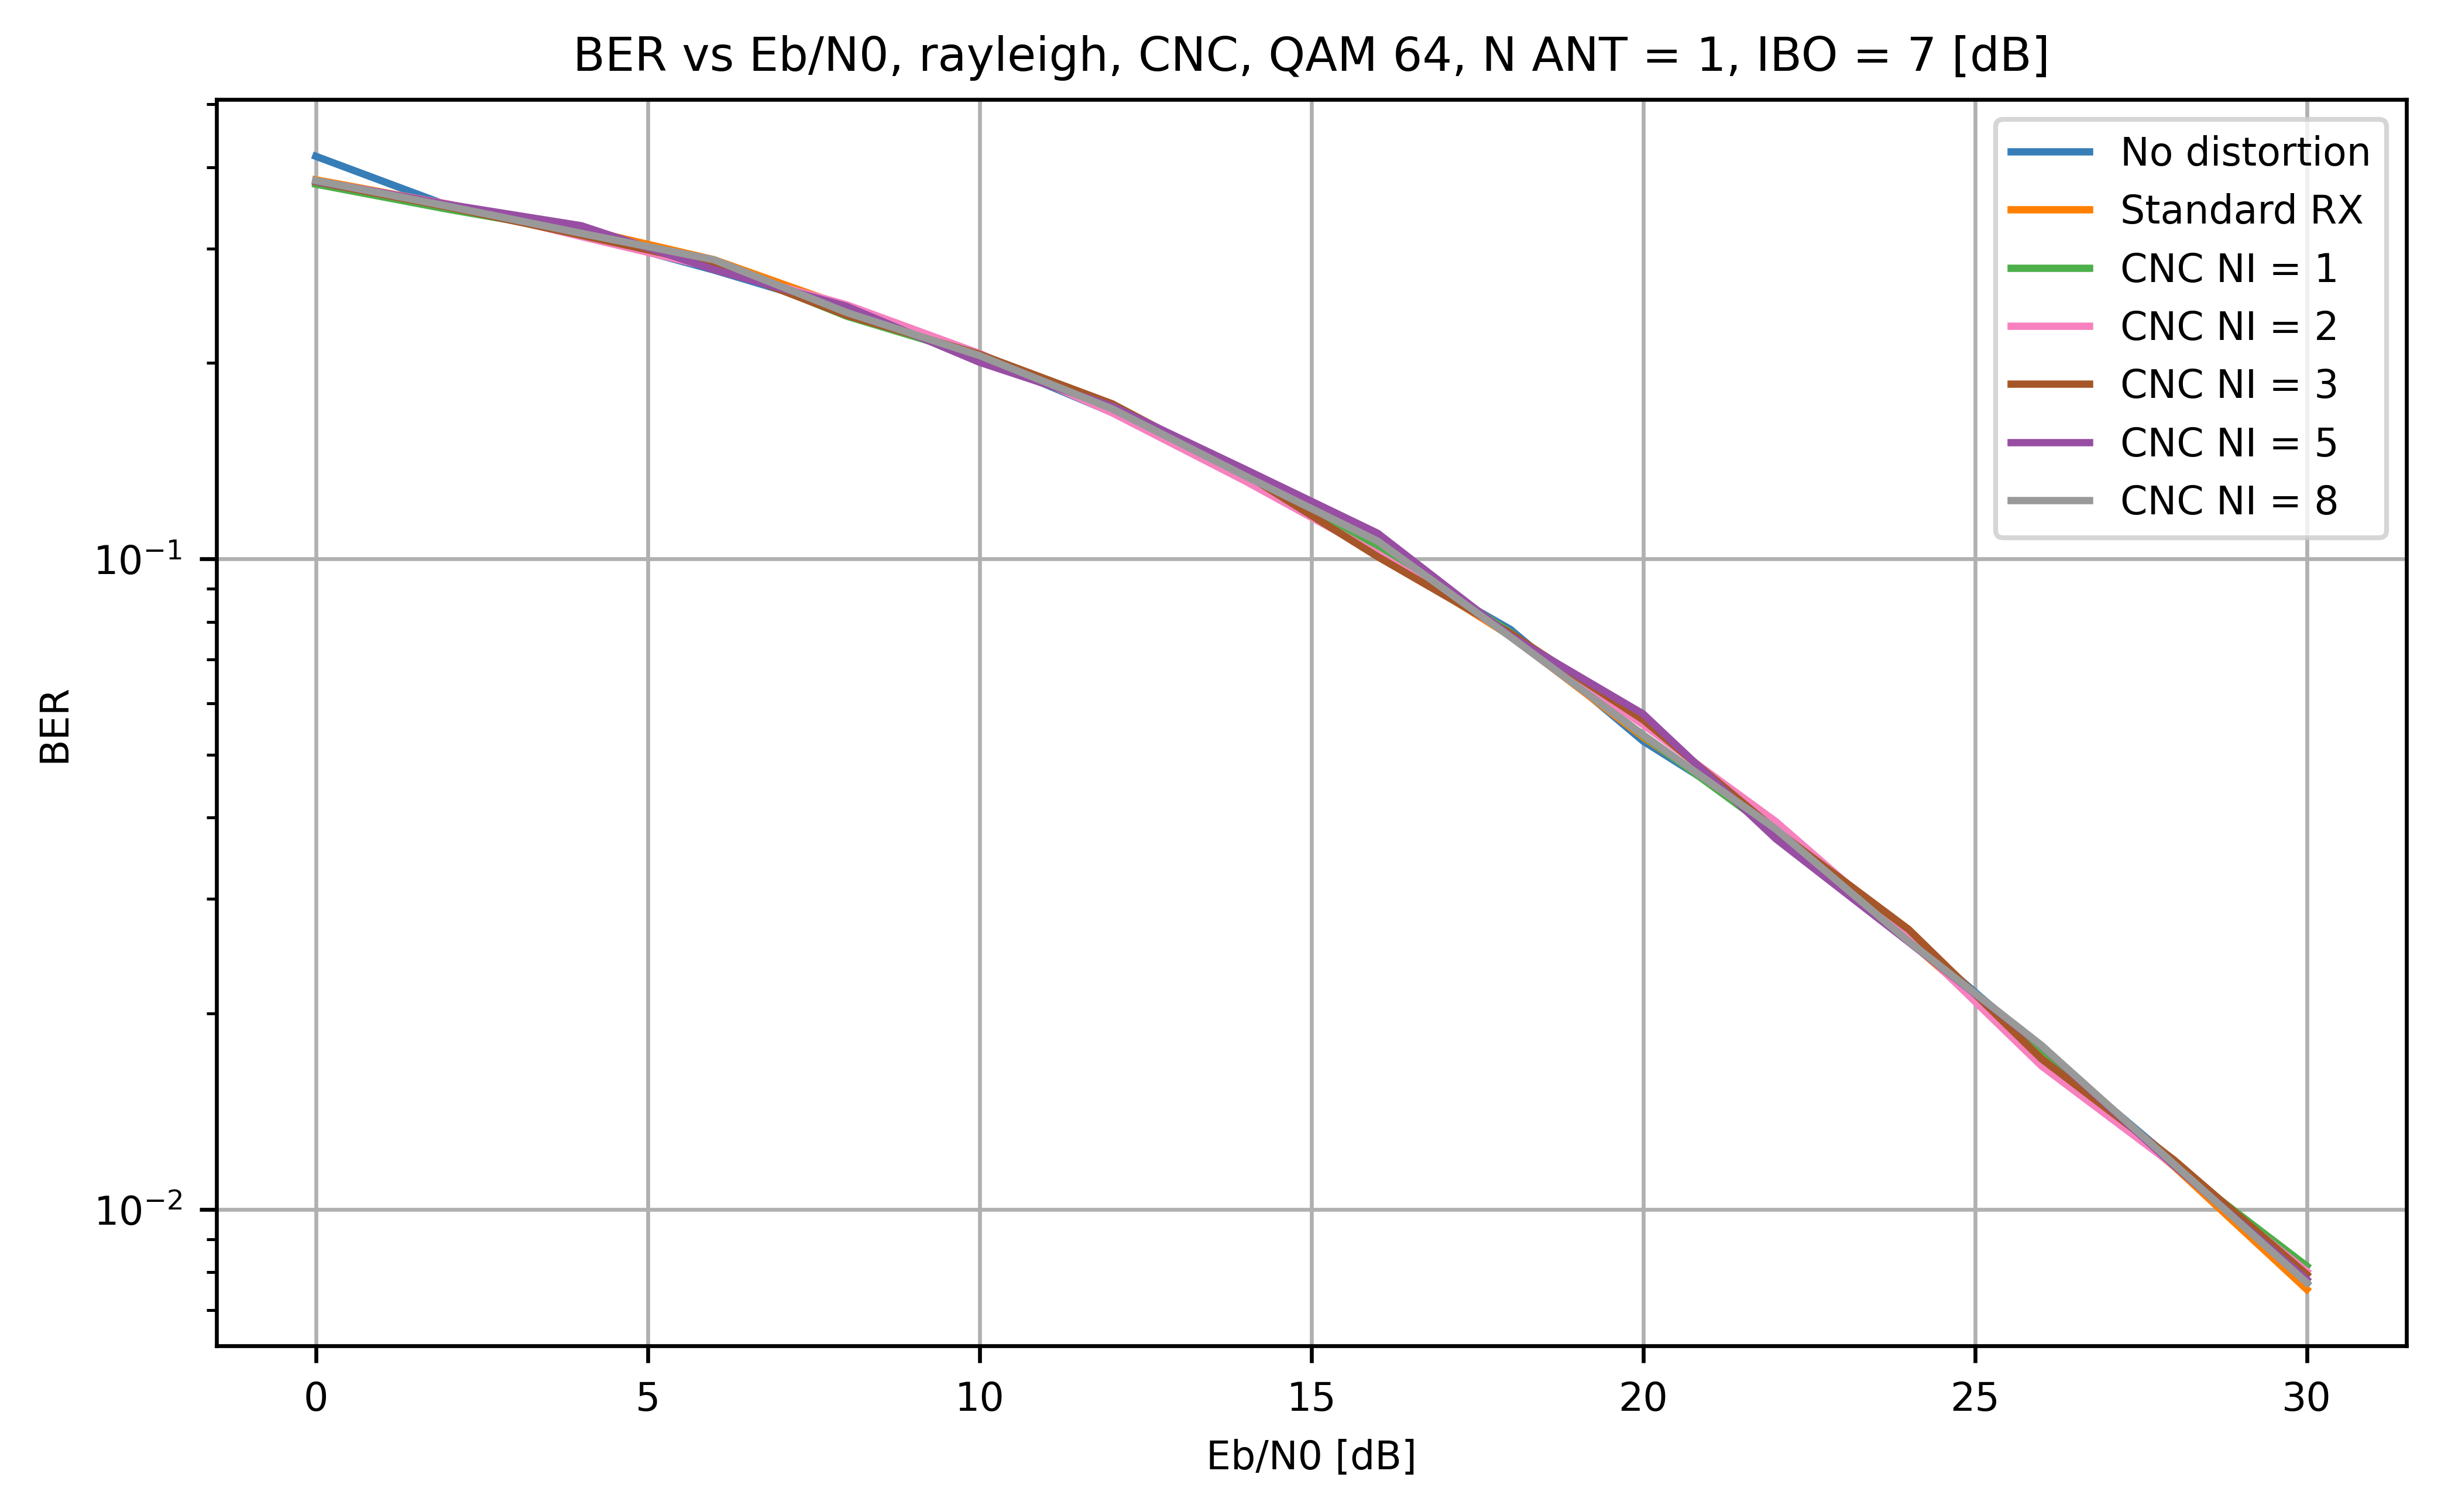 BER vs Eb/N0, rayleigh, CNC, QAM 64, N ANT = 1, IBO = 7 [dB]
No distortion
Standard RX
CNC NI = 1
CNC NI = 2
CNC NI = 3
CNC NI = 5
CNC NI = 8
BER
10⁻¹
10⁻²
0 5 10 15 20 25 30
Eb/N0 [dB]